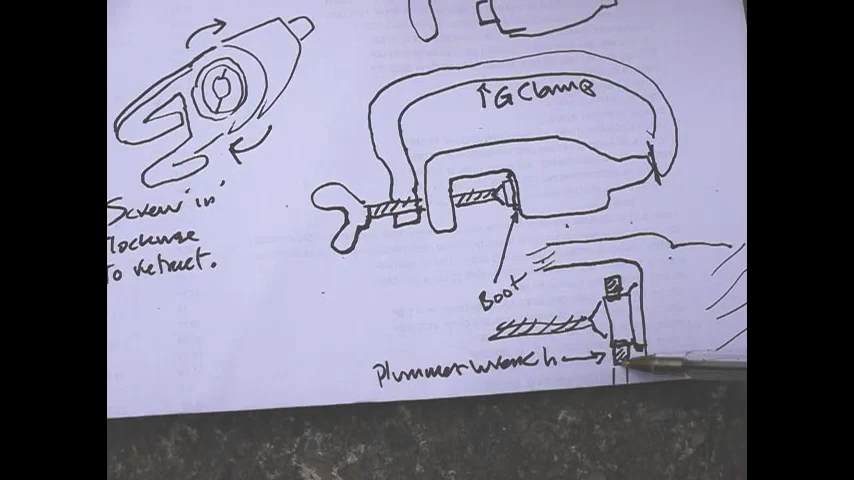 ↑G Clamp
Screw 'in'
Clockwise
To retract.
Boot
Plummer wrench →